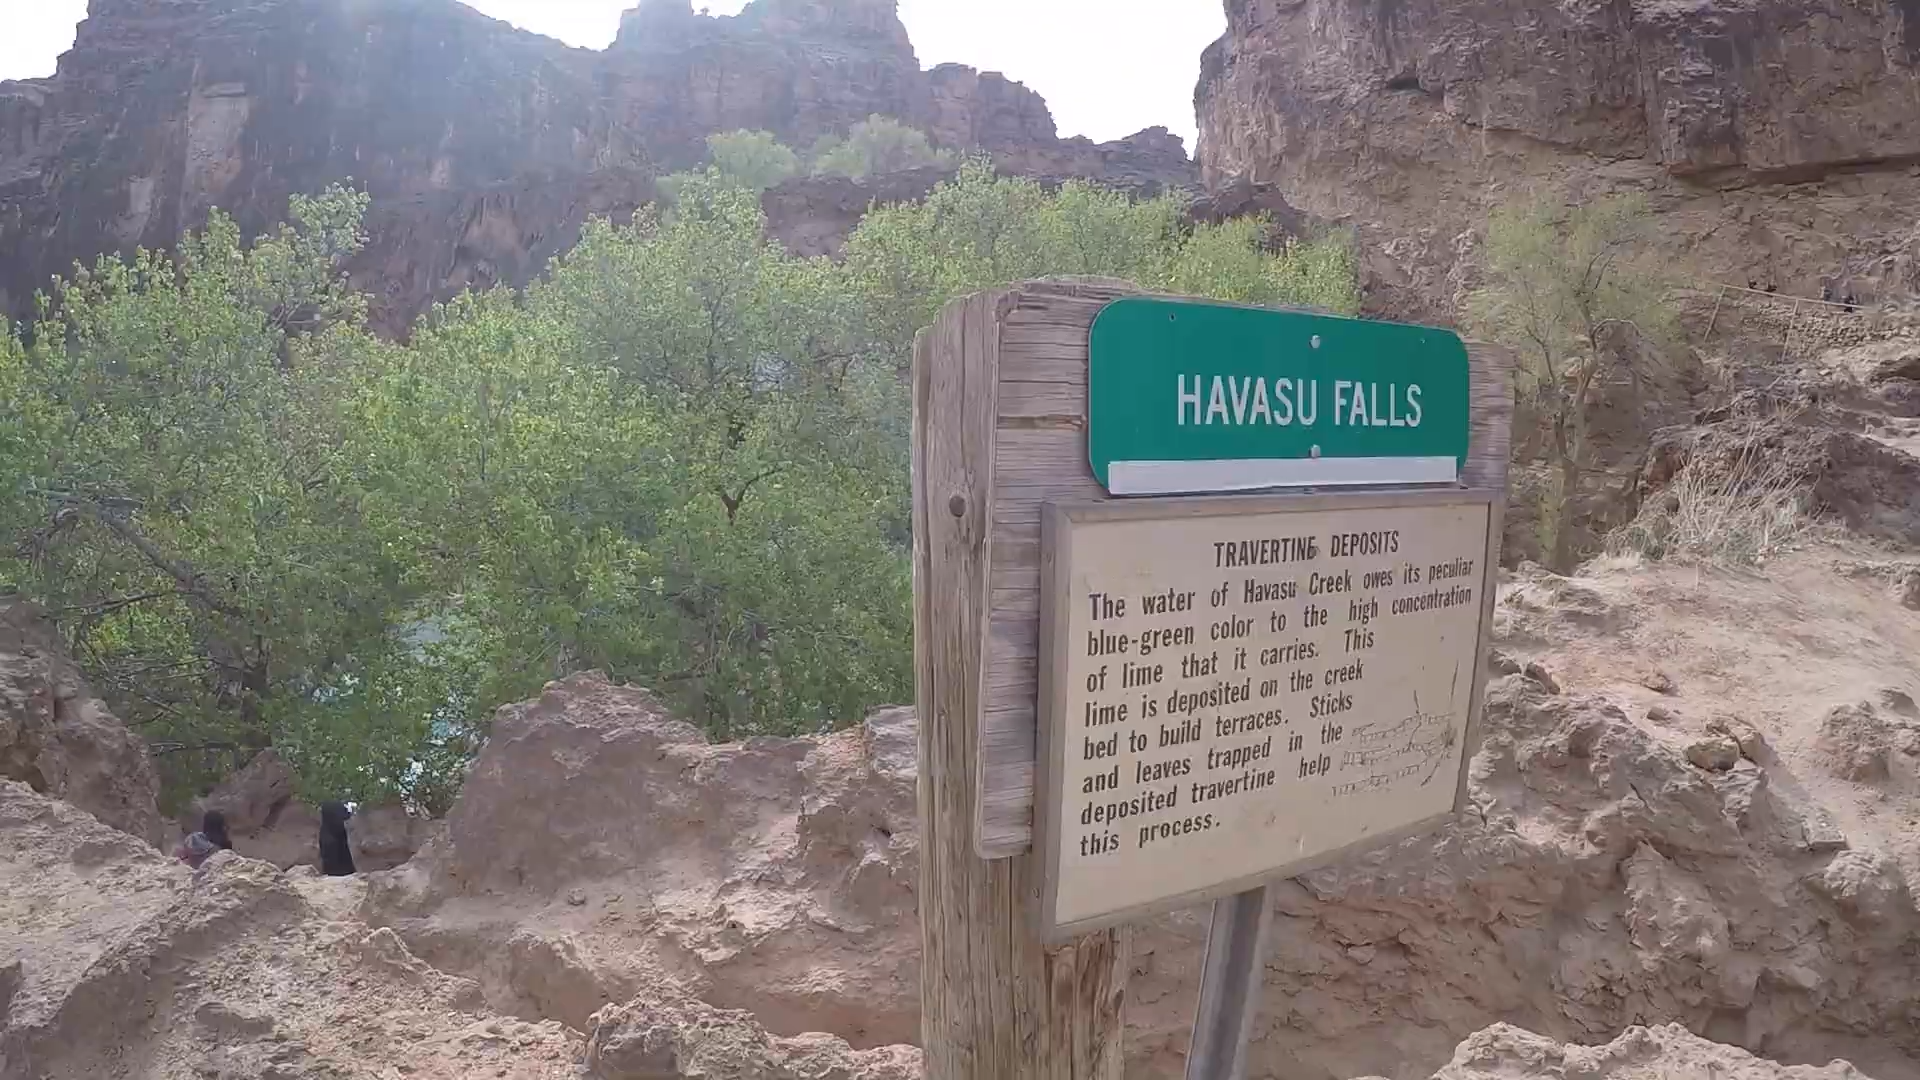 HAVASU FALLS
TRAVERTINE DEPOSITS
The water of Havasu Creek owes its peculiar
blue-green color to the high concentration
of lime that it carries. This
lime is deposited on the creek
bed to build terraces. Sticks
and leaves trapped in the
deposited travertine help
this process.